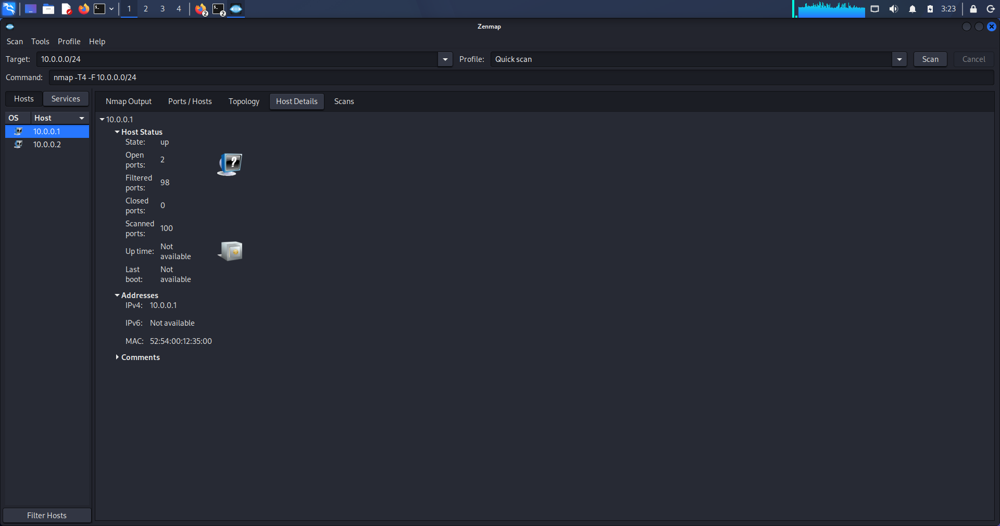 1 2 3 4 2 2 3:23
Zenmap
Scan Tools Profile Help
Target: 10.0.0.0/24 Profile: Quick scan Scan Cancel
Command: nmap -T4 -F 10.0.0.0/24
Hosts Services
Nmap Output Ports / Hosts Topology Host Details Scans
OS Host
10.0.0.1
10.0.0.2
10.0.0.1
Host Status
State: up
Open
ports: 2
Filtered
ports: 98
Closed
ports: 0
Scanned
ports: 100
Up time: Not
available
Last
boot: Not
available
Addresses
IPv4: 10.0.0.1
IPv6: Not available
MAC: 52:54:00:12:35:00
Comments
Filter Hosts